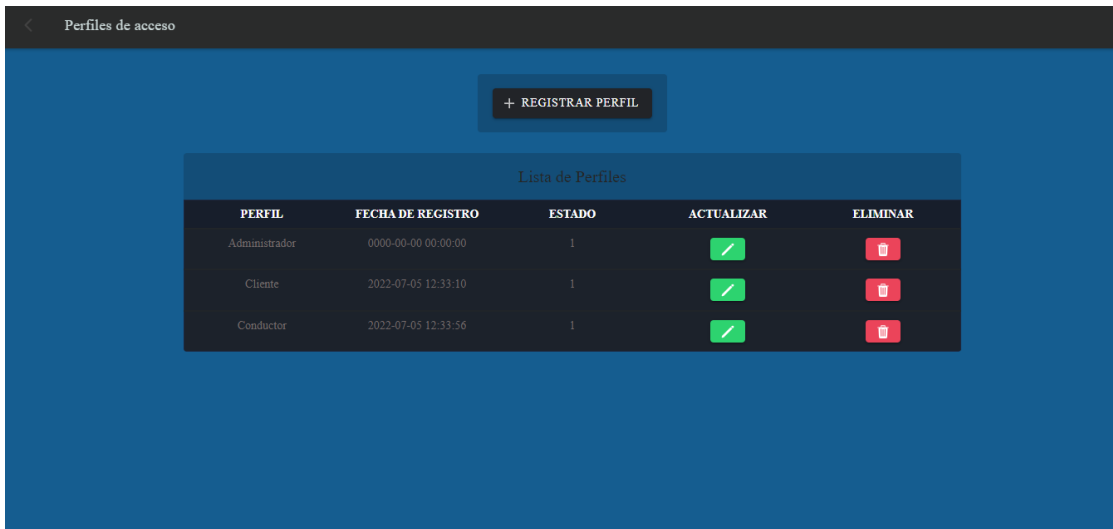 Perfiles de acceso
+ REGISTRAR PERFIL
Lista de Perfiles
PERFIL FECHA DE REGISTRO ESTADO ACTUALIZAR ELIMINAR
Administrador 0000-00-00 00:00:00 1
Cliente 2022-07-05 12:33:10 1
Conductor 2022-07-05 12:33:56 1